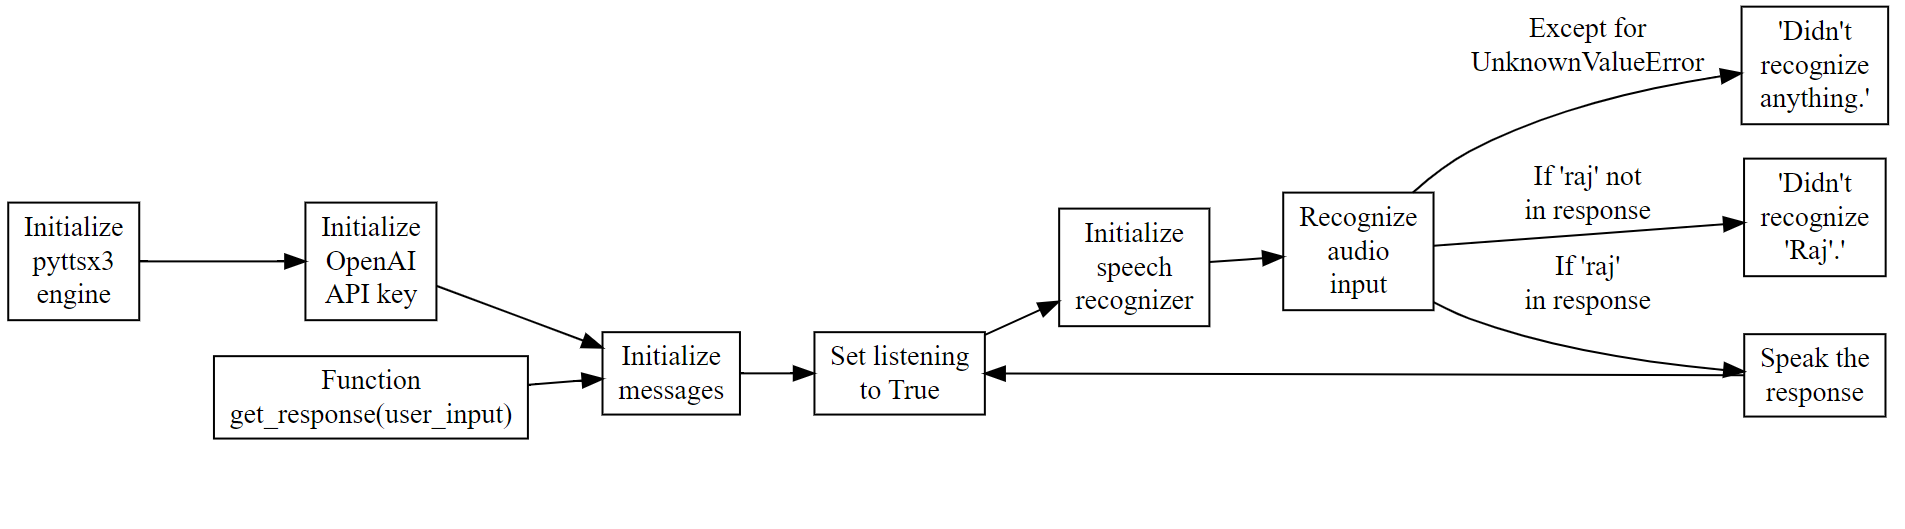 Initialize
pyttsx3
engine
Initialize
OpenAI
API key
Function
get_response(user_input)
Initialize
messages
Set listening
to True
Initialize
speech
recognizer
Recognize
audio
input
Except for
UnknownValueError
If 'raj' not
in response
If 'raj'
in response
'Didn't
recognize
anything.'
'Didn't
recognize
'Raj'.'
Speak the
response